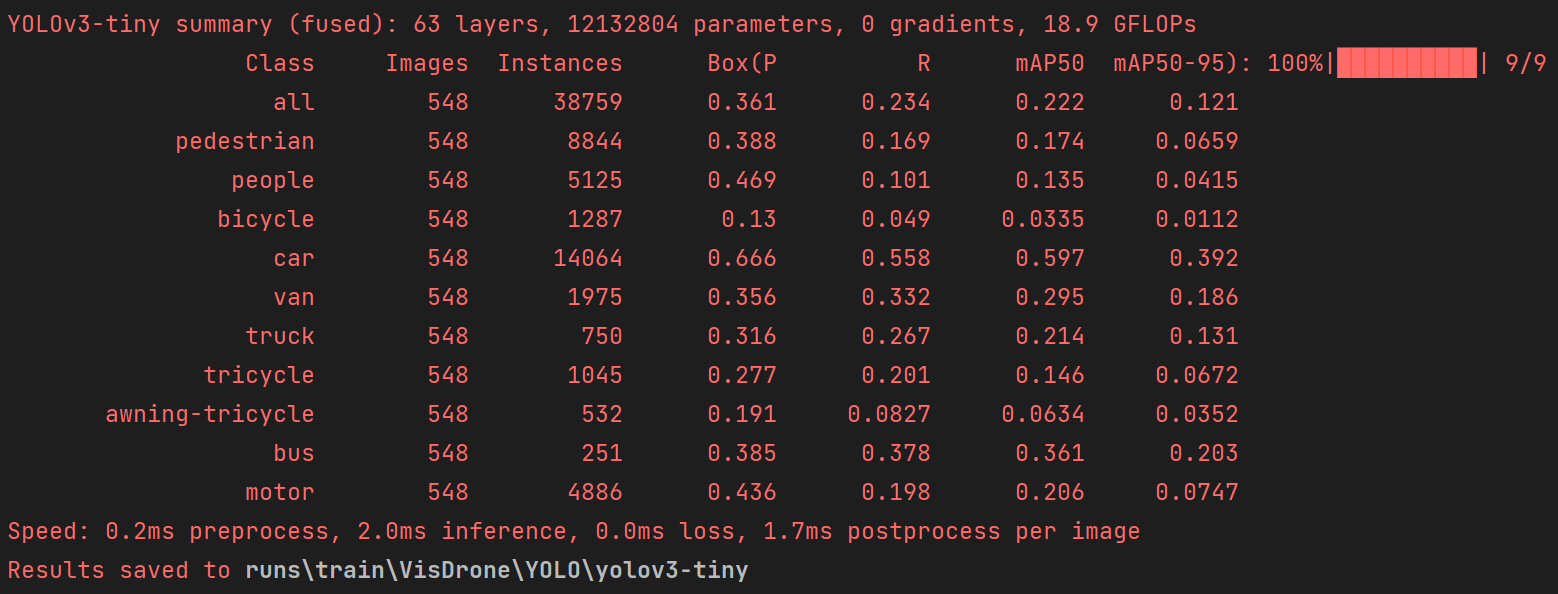 YOLOv3-tiny summary (fused): 63 layers, 12132804 parameters, 0 gradients, 18.9 GFLOPs
Class Images Instances Box(P R mAP50 mAP50-95): 100%|██████████| 9/9
all 548 38759 0.361 0.234 0.222 0.121
pedestrian 548 8844 0.388 0.169 0.174 0.0659
people 548 5125 0.469 0.101 0.135 0.0415
bicycle 548 1287 0.13 0.049 0.0335 0.0112
car 548 14064 0.666 0.558 0.597 0.392
van 548 1975 0.356 0.332 0.295 0.186
truck 548 750 0.316 0.267 0.214 0.131
tricycle 548 1045 0.277 0.201 0.146 0.0672
awning-tricycle 548 532 0.191 0.0827 0.0634 0.0352
bus 548 251 0.385 0.378 0.361 0.203
motor 548 4886 0.436 0.198 0.206 0.0747
Speed: 0.2ms preprocess, 2.0ms inference, 0.0ms loss, 1.7ms postprocess per image
Results saved to runs\train\VisDrone\YOLO\yolov3-tiny